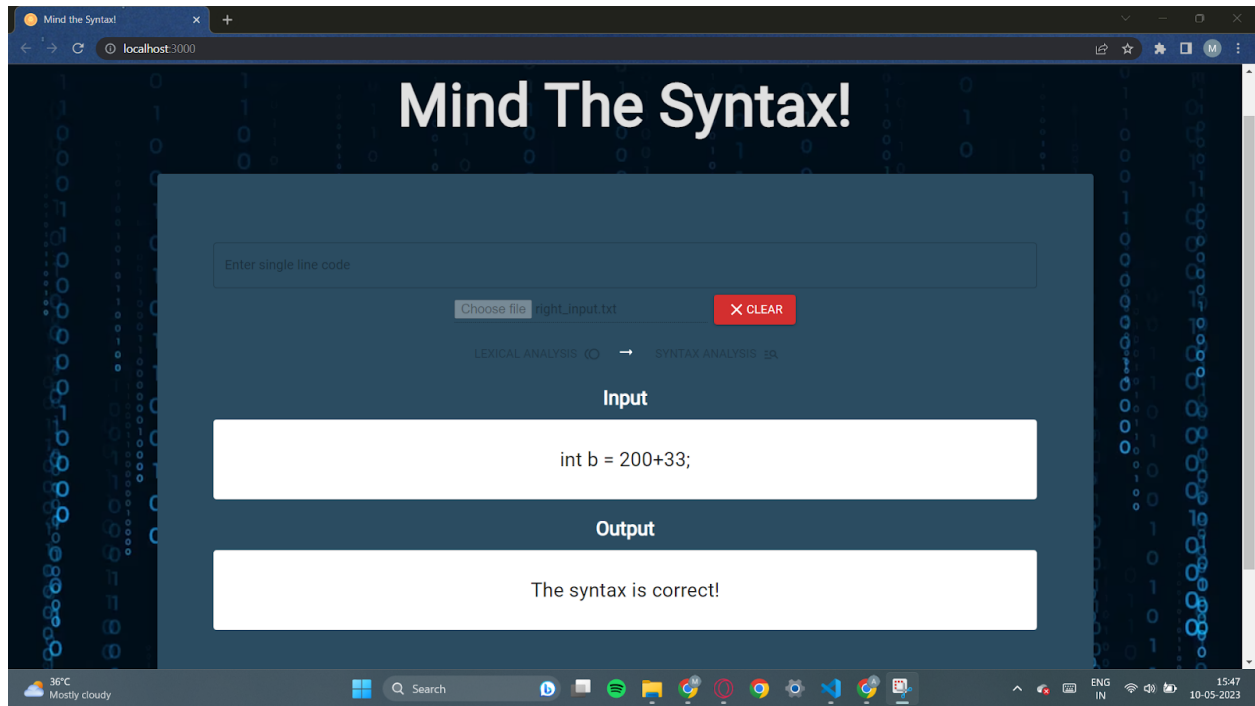 Mind the Syntax!
localhost:3000
M
Mind The Syntax!
Enter single line code
Choose file right_input.txt
CLEAR
LEXICAL ANALYSIS
SYNTAX ANALYSIS
Input
int b = 200+33;
Output
The syntax is correct!
36°C
Mostly cloudy
Search
ENG
IN
15:47
10-05-2023